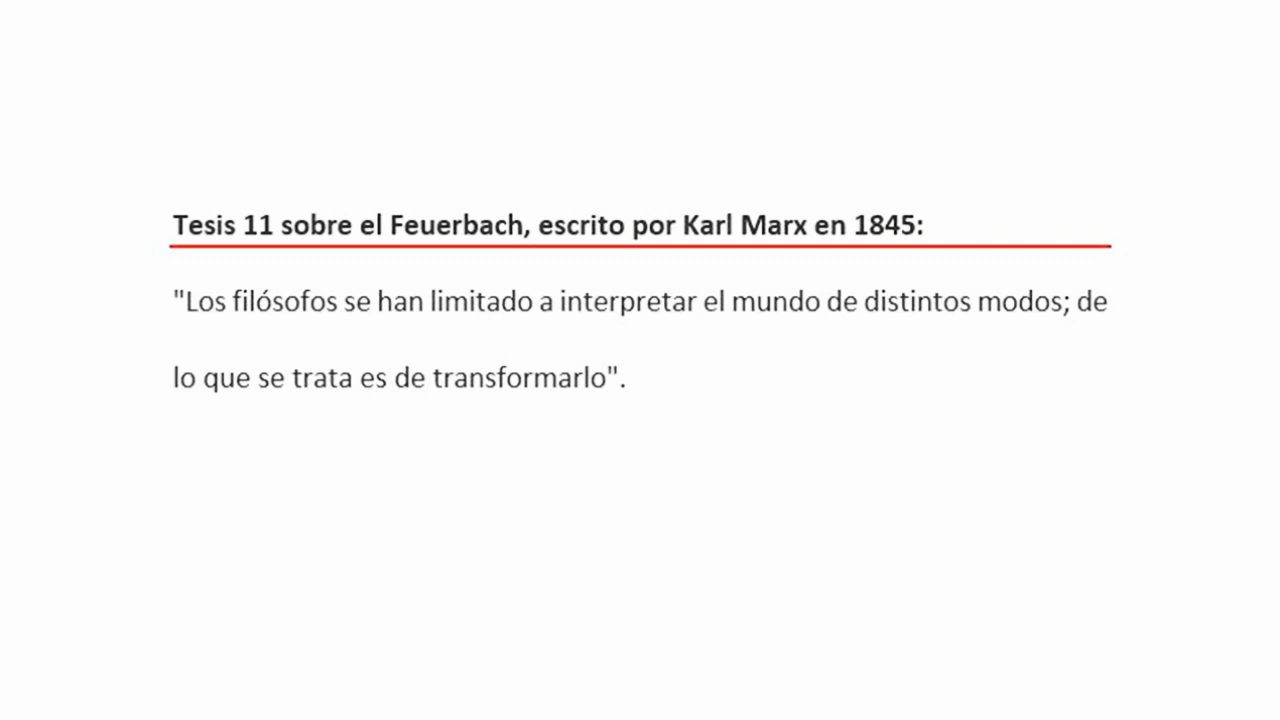 Tesis 11 sobre el Feuerbach, escrito por Karl Marx en 1845:
"Los filósofos se han limitado a interpretar el mundo de distintos modos; de
lo que se trata es de transformarlo".